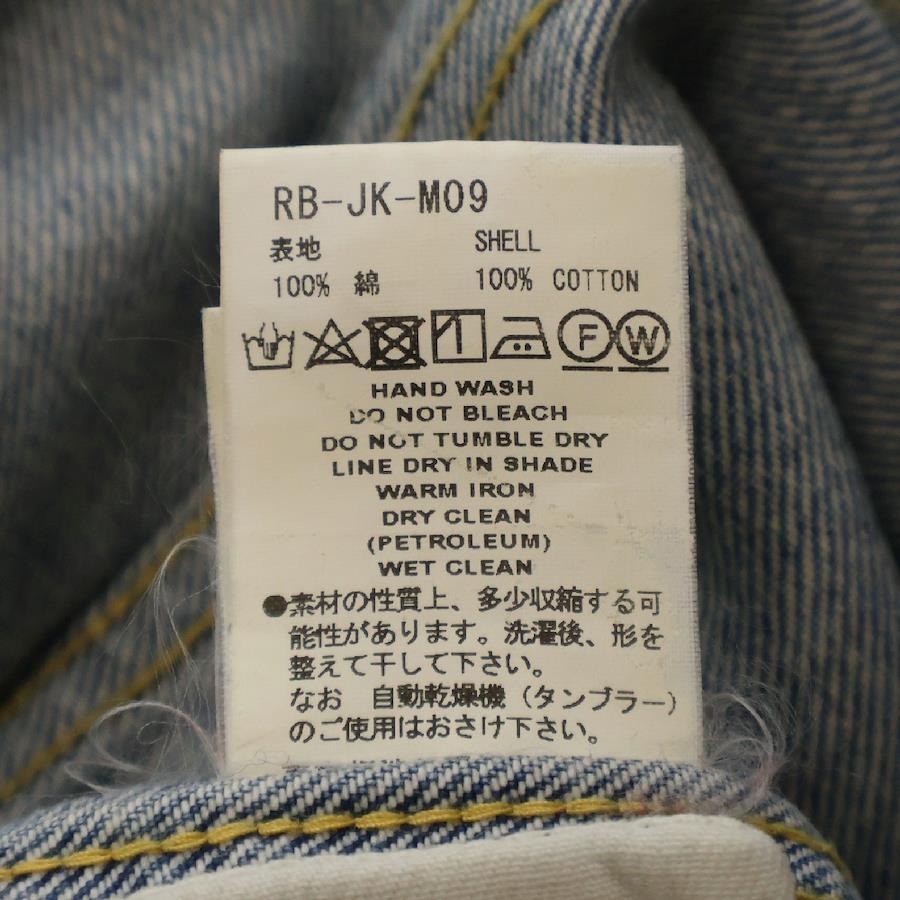 RB-JK-M09
表地 SHELL
100% 綿 100% COTTON
F W
HAND WASH
DO NOT BLEACH
DO NOT TUMBLE DRY
LINE DRY IN SHADE
WARM IRON
DRY CLEAN
(PETROLEUM)
WET CLEAN
●素材の性質上、多少収縮する可
能性があります。洗濯後、形を
整えて干して下さい。
なお 自動乾燥機（タンブラー）
のご使用はおさけ下さい。